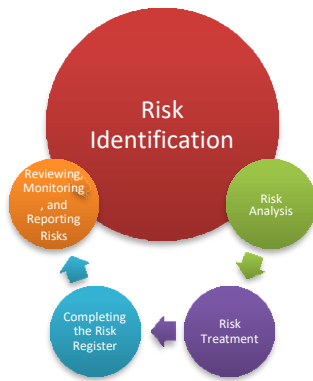 Risk
Identification
Reviewing,
Monitoring
, and
Reporting
Risks
Risk
Analysis
Completing
the Risk
Register
Risk
Treatment